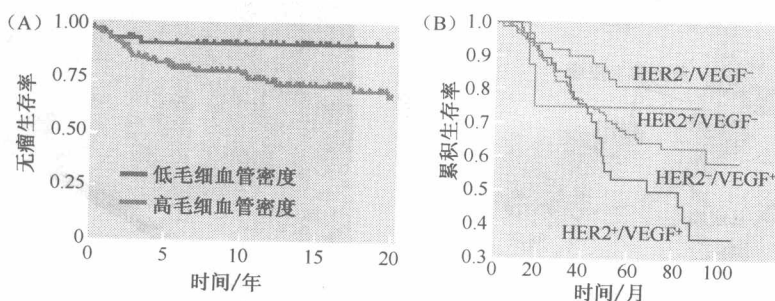 (A)
无瘤生存率
1.00
0.75
0.50
0.25
0
低毛细血管密度
高毛细血管密度
0
5
10
15
20
时间/年
(B)
累积生存率
1.0
0.9
0.8
0.7
0.6
0.5
0.4
0.3
HER2⁻/VEGF⁻
HER2⁺/VEGF⁻
HER2⁻/VEGF⁺
HER2⁺/VEGF⁺
0
20
40
60
80
100
时间/月